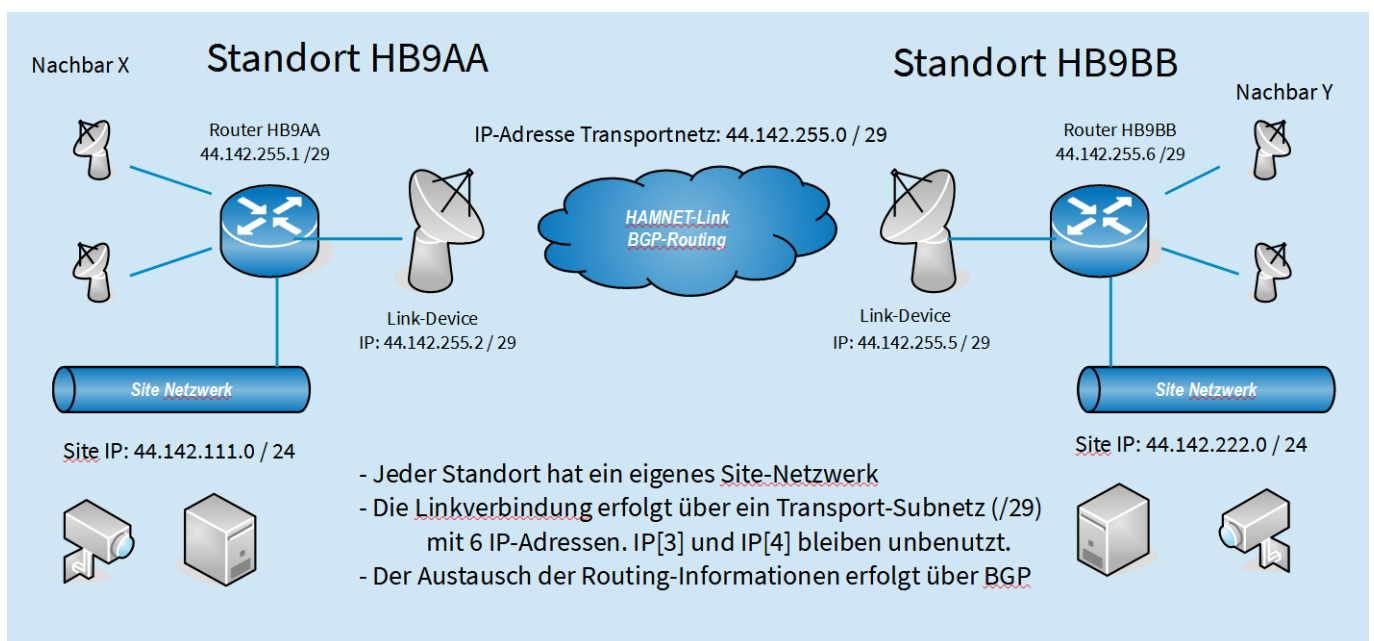 Standort HB9AA
Standort HB9BB
Nachbar X
Nachbar Y
Router HB9AA
44.142.255.1 /29
IP-Adresse Transportnetz: 44.142.255.0 / 29
Router HB9BB
44.142.255.6 /29
HAMNET-Link
BGP-Routing
Link-Device
IP: 44.142.255.2 / 29
Link-Device
IP: 44.142.255.5 / 29
Site Netzwerk
Site Netzwerk
Site IP: 44.142.111.0 / 24
Site IP: 44.142.222.0 / 24
- Jeder Standort hat ein eigenes Site-Netzwerk
- Die Linkverbindung erfolgt über ein Transport-Subnetz (/29)
mit 6 IP-Adressen. IP[3] und IP[4] bleiben unbenutzt.
- Der Austausch der Routing-Informationen erfolgt über BGP